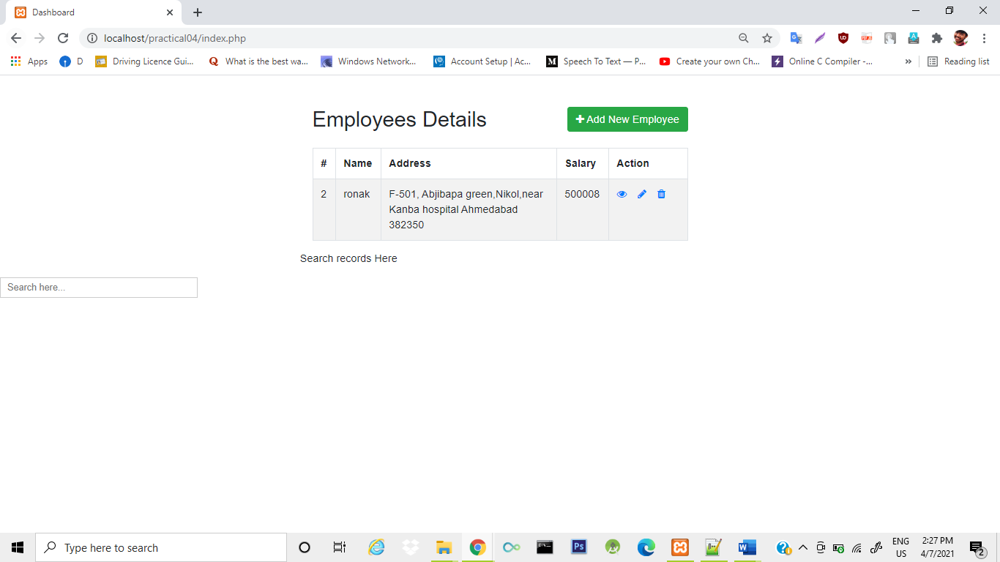 Dashboard
localhost/practical04/index.php
Apps D Driving Licence Gui... What is the best wa... Windows Network... Account Setup | Ac... M Speech To Text — P... Create your own Ch... Online C Compiler -... » Reading list
Employees Details
Add New Employee
# Name Address Salary Action
2 ronak F-501, Abjibapa green,Nikol,near 500008
Kanba hospital Ahmedabad
382350
Search records Here
Search here...
Type here to search
Ps
ENG
US
2:27 PM
4/7/2021
2